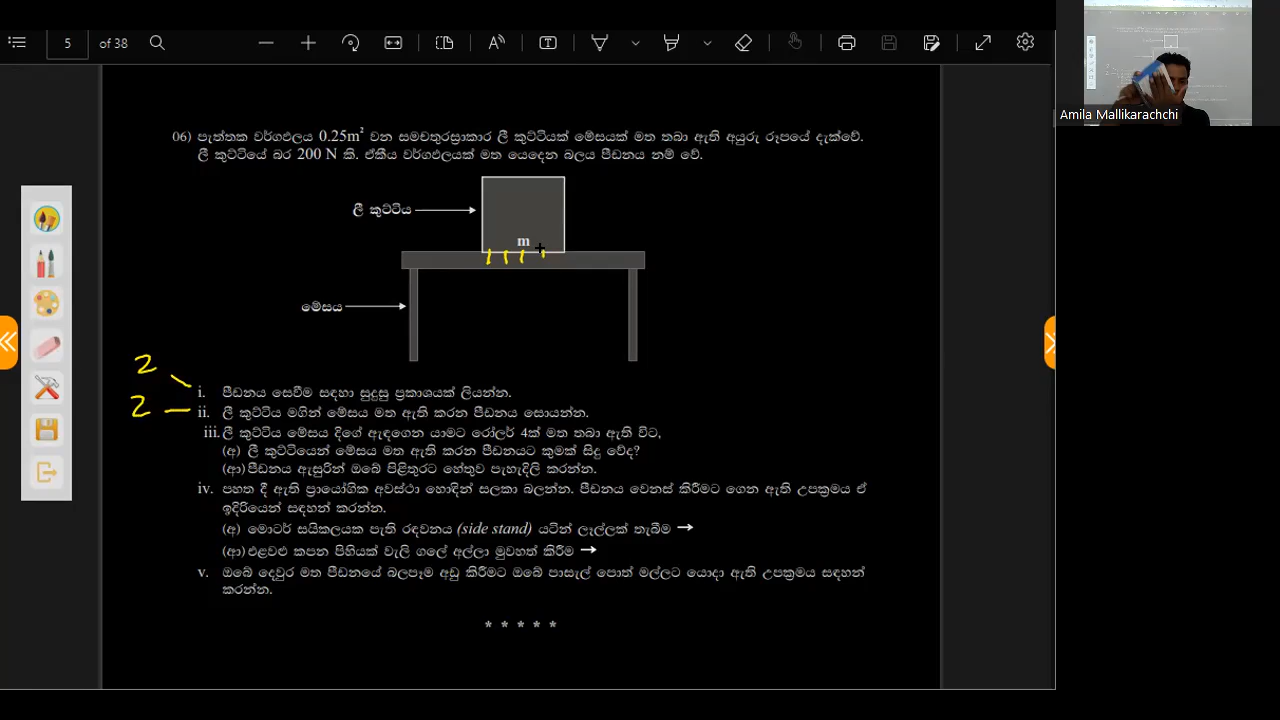 5 of 38
Amila Mallikarachchi
06) පැත්තක වර්ගඵලය 0.25m² වන සමචතුරස්‍රාකාර ලී කුට්ටියක් මේසයක් මත තබා ඇති අයුරු රූපයේ දැක්වේ.
ලී කුට්ටියේ බර 200 N කි. ඒකීය වර්ගඵලයක් මත යෙදෙන බලය පීඩනය නම් වේ.
ලී කුට්ටිය
m
මේසය
2
i. පීඩනය සෙවීම සඳහා සුදුසු ප්‍රකාශයක් ලියන්න.
2 ii. ලී කුට්ටිය මගින් මේසය මත ඇති කරන පීඩනය සොයන්න.
iii. ලී කුට්ටිය මේසය දිගේ ඇඳගෙන යාමට රෝලර් 4ක් මත තබා ඇති විට,
(අ) ලී කුට්ටියෙන් මේසය මත ඇති කරන පීඩනයට කුමක් සිදු වේද?
(ආ) පීඩනය ඇසුරින් ඔබේ පිළිතුරට හේතුව පැහැදිලි කරන්න.
iv. පහත දී ඇති ප්‍රායෝගික අවස්ථා හොඳින් සලකා බලන්න. පීඩනය වෙනස් කිරීමට ගෙන ඇති උපක්‍රමය ඒ
ඉදිරියෙන් සඳහන් කරන්න.
(අ) මොටර් සයිකලයක පැති රඳවනය (side stand) යටින් ලෑල්ලක් තැබීම →
(ආ) එළවළු කපන පිහියක් වැලි ගලේ අල්ලා මුවහත් කිරීම →
v. ඔබේ දෙවුර මත පීඩනයේ බලපෑම අඩු කිරීමට ඔබේ පාසැල් පොත් මල්ලට යොදා ඇති උපක්‍රමය සඳහන්
කරන්න.
* * * * *